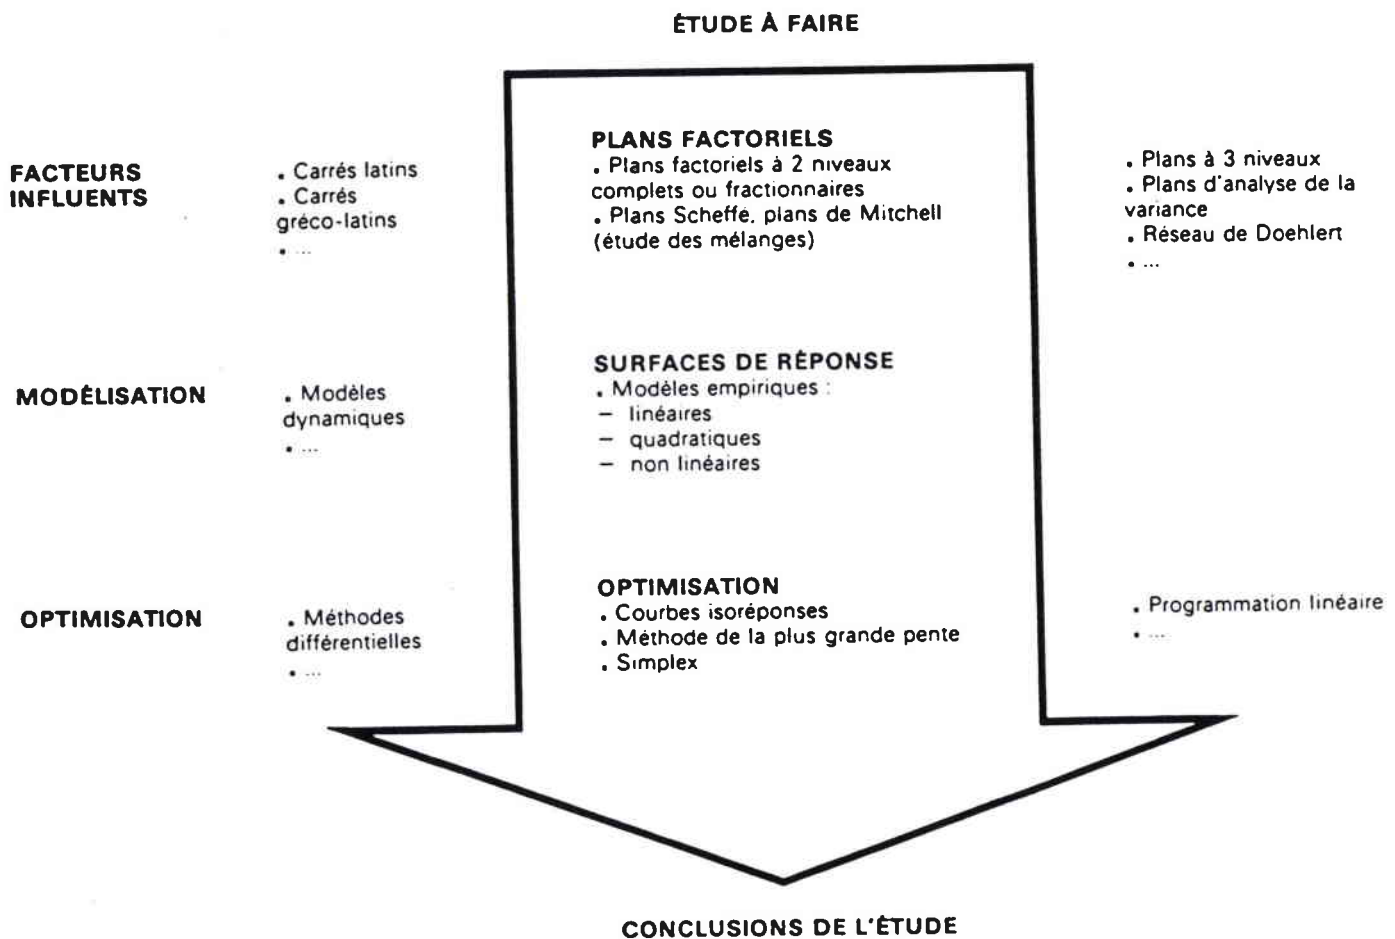 ÉTUDE À FAIRE
FACTEURS
INFLUENTS
. Carrés latins
. Carrés
gréco-latins
. ...
PLANS FACTORIELS
. Plans factoriels à 2 niveaux
complets ou fractionnaires
. Plans Scheffé, plans de Mitchell
(étude des mélanges)
. Plans à 3 niveaux
. Plans d'analyse de la
variance
. Réseau de Doehlert
. ...
MODÉLISATION
. Modèles
dynamiques
. ...
SURFACES DE RÉPONSE
. Modèles empiriques :
– linéaires
– quadratiques
– non linéaires
OPTIMISATION
. Méthodes
différentielles
. ...
OPTIMISATION
. Courbes isoréponses
. Méthode de la plus grande pente
. Simplex
. Programmation linéaire
. ...
CONCLUSIONS DE L'ÉTUDE